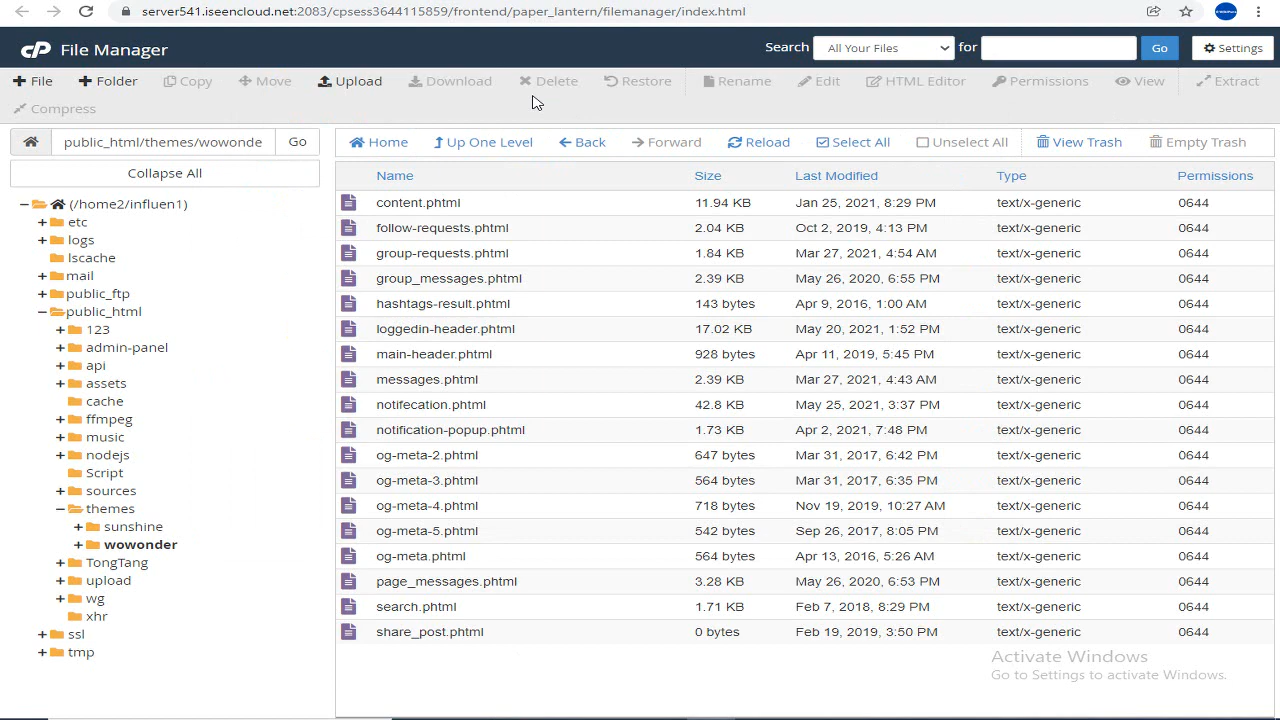 server541.iseencloud.net:2083/cpsess3644115859/frontend/paper_lantern/filemanager/index.html
cP File Manager
Search All Your Files for Go Settings
File Folder Copy Move Upload Download Delete Restore Rename Edit HTML Editor Permissions View Extract
Compress
public_html/themes/wowonde Go
Home Up One Level Back Forward Reload Select All Unselect All View Trash Empty Trash
Collapse All
(/home2/influen1)
etc
logs
lscache
mail
public_ftp
public_html
123
admin-panel
api
assets
cache
ffmpeg
music
nodejs
Script
sources
themes
sunshine
wowonder
TongTang
upload
wg
xhr
ssl
tmp
Name Size Last Modified Type Permissions
content.phtml 11.94 KB Jan 25, 2021, 8:29 PM text/x-generic 0644
follow-requests.phtml 2.04 KB Oct 2, 2019, 4:13 PM text/x-generic 0644
group-requests.phtml 1.84 KB Mar 27, 2021, 4:54 AM text/x-generic 0644
group_messages.phtml 2.39 KB May 26, 2020, 6:55 PM text/x-generic 0644
hashtags-result.phtml 143 bytes Apr 9, 2016, 1:00 AM text/x-generic 0644
loggedin-header.phtml 17.02 KB May 20, 2021, 1:52 PM text/x-generic 0644
main-header.phtml 928 bytes Apr 11, 2019, 5:45 PM text/x-generic 0644
messages.phtml 2.39 KB Mar 27, 2021, 4:43 AM text/x-generic 0644
notifecation.phtml 42.8 KB May 25, 2021, 3:37 PM text/x-generic 0644
notification-popup.phtml 1.73 KB Apr 2, 2021, 7:48 PM text/x-generic 0644
og-meta-2.phtml 647 bytes Mar 31, 2017, 6:42 PM text/x-generic 0644
og-meta-3.phtml 564 bytes Mar 31, 2017, 6:35 PM text/x-generic 0644
og-meta-4.phtml 718 bytes Nov 19, 2019, 10:27 AM text/x-generic 0644
og-meta-5.phtml 542 bytes Sep 26, 2017, 8:05 PM text/x-generic 0644
og-meta.phtml 564 bytes Apr 13, 2016, 5:26 AM text/x-generic 0644
page_messages.phtml 3.28 KB May 26, 2020, 6:53 PM text/x-generic 0644
search.phtml 1.71 KB Feb 7, 2018, 8:29 PM text/x-generic 0644
share_post.phtml 0 bytes Feb 19, 2019, 3:50 PM text/x-generic 0644
Activate Windows
Go to Settings to activate Windows.